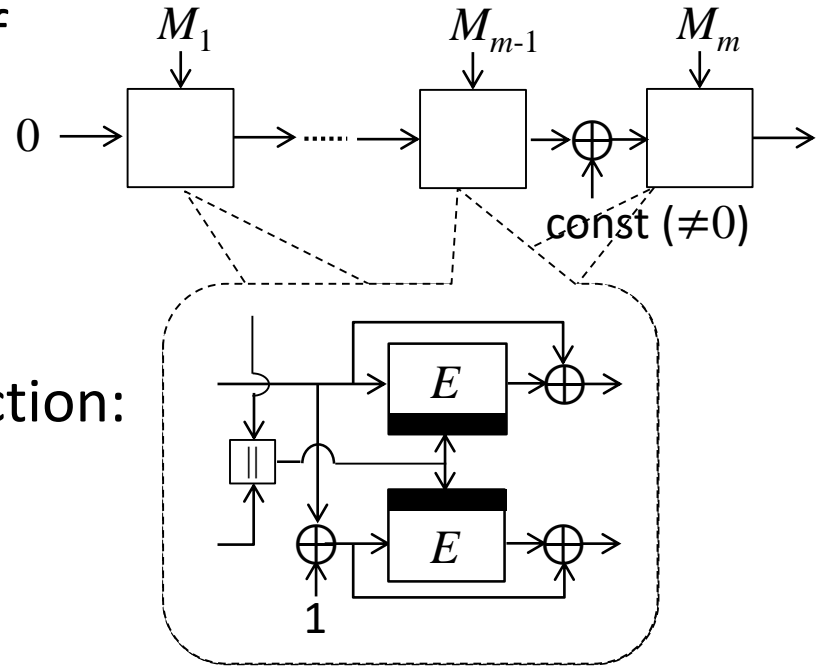 f
M₁ Mₘ₋₁ Mₘ
0 ⊕
const (≠0)
E ⊕
ction:
||
⊕ E ⊕
1